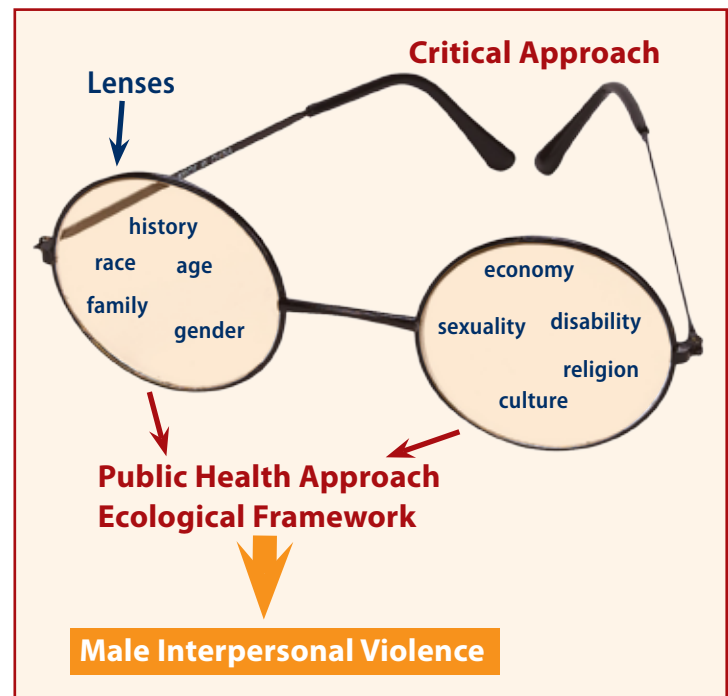 Critical Approach
Lenses
history
race age
family
gender
economy
sexuality disability
religion
culture
Public Health Approach
Ecological Framework
Male Interpersonal Violence